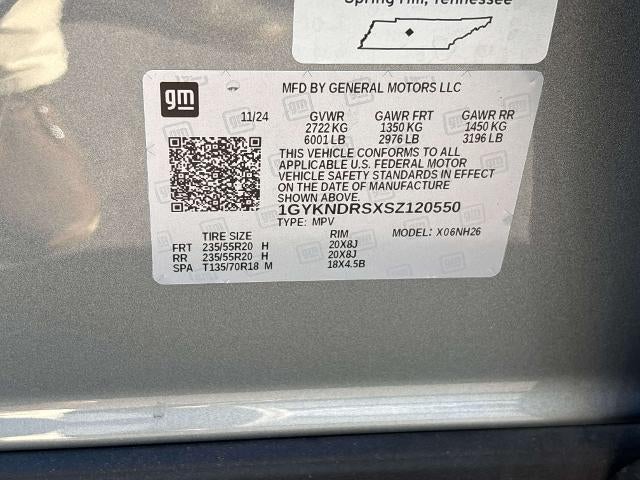 Spring Hill, Tennessee
gm
MFD BY GENERAL MOTORS LLC
11/24 GVWR GAWR FRT GAWR RR
2722 KG 1350 KG 1450 KG
6001 LB 2976 LB 3196 LB
THIS VEHICLE CONFORMS TO ALL
APPLICABLE U.S. FEDERAL MOTOR
VEHICLE SAFETY STANDARDS IN EFFECT
ON THE DATE OF MANUFACTURE
SHOWN ABOVE.
1GYKNDRSXSZ120550
TYPE: MPV MODEL: X06NH26
TIRE SIZE RIM
FRT 235/55R20 H 20X8J
RR 235/55R20 H 20X8J
SPA T135/70R18 M 18X4.5B